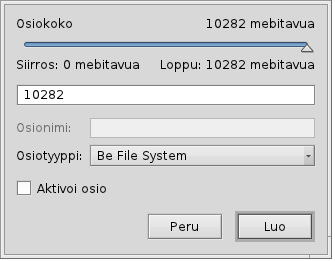 Osiokoko 10282 mebitavua
Siirros: 0 mebitavua Loppu: 10282 mebitavua
10282
Osionimi:
Osiotyyppi: Be File System
Aktivoi osio
Peru Luo